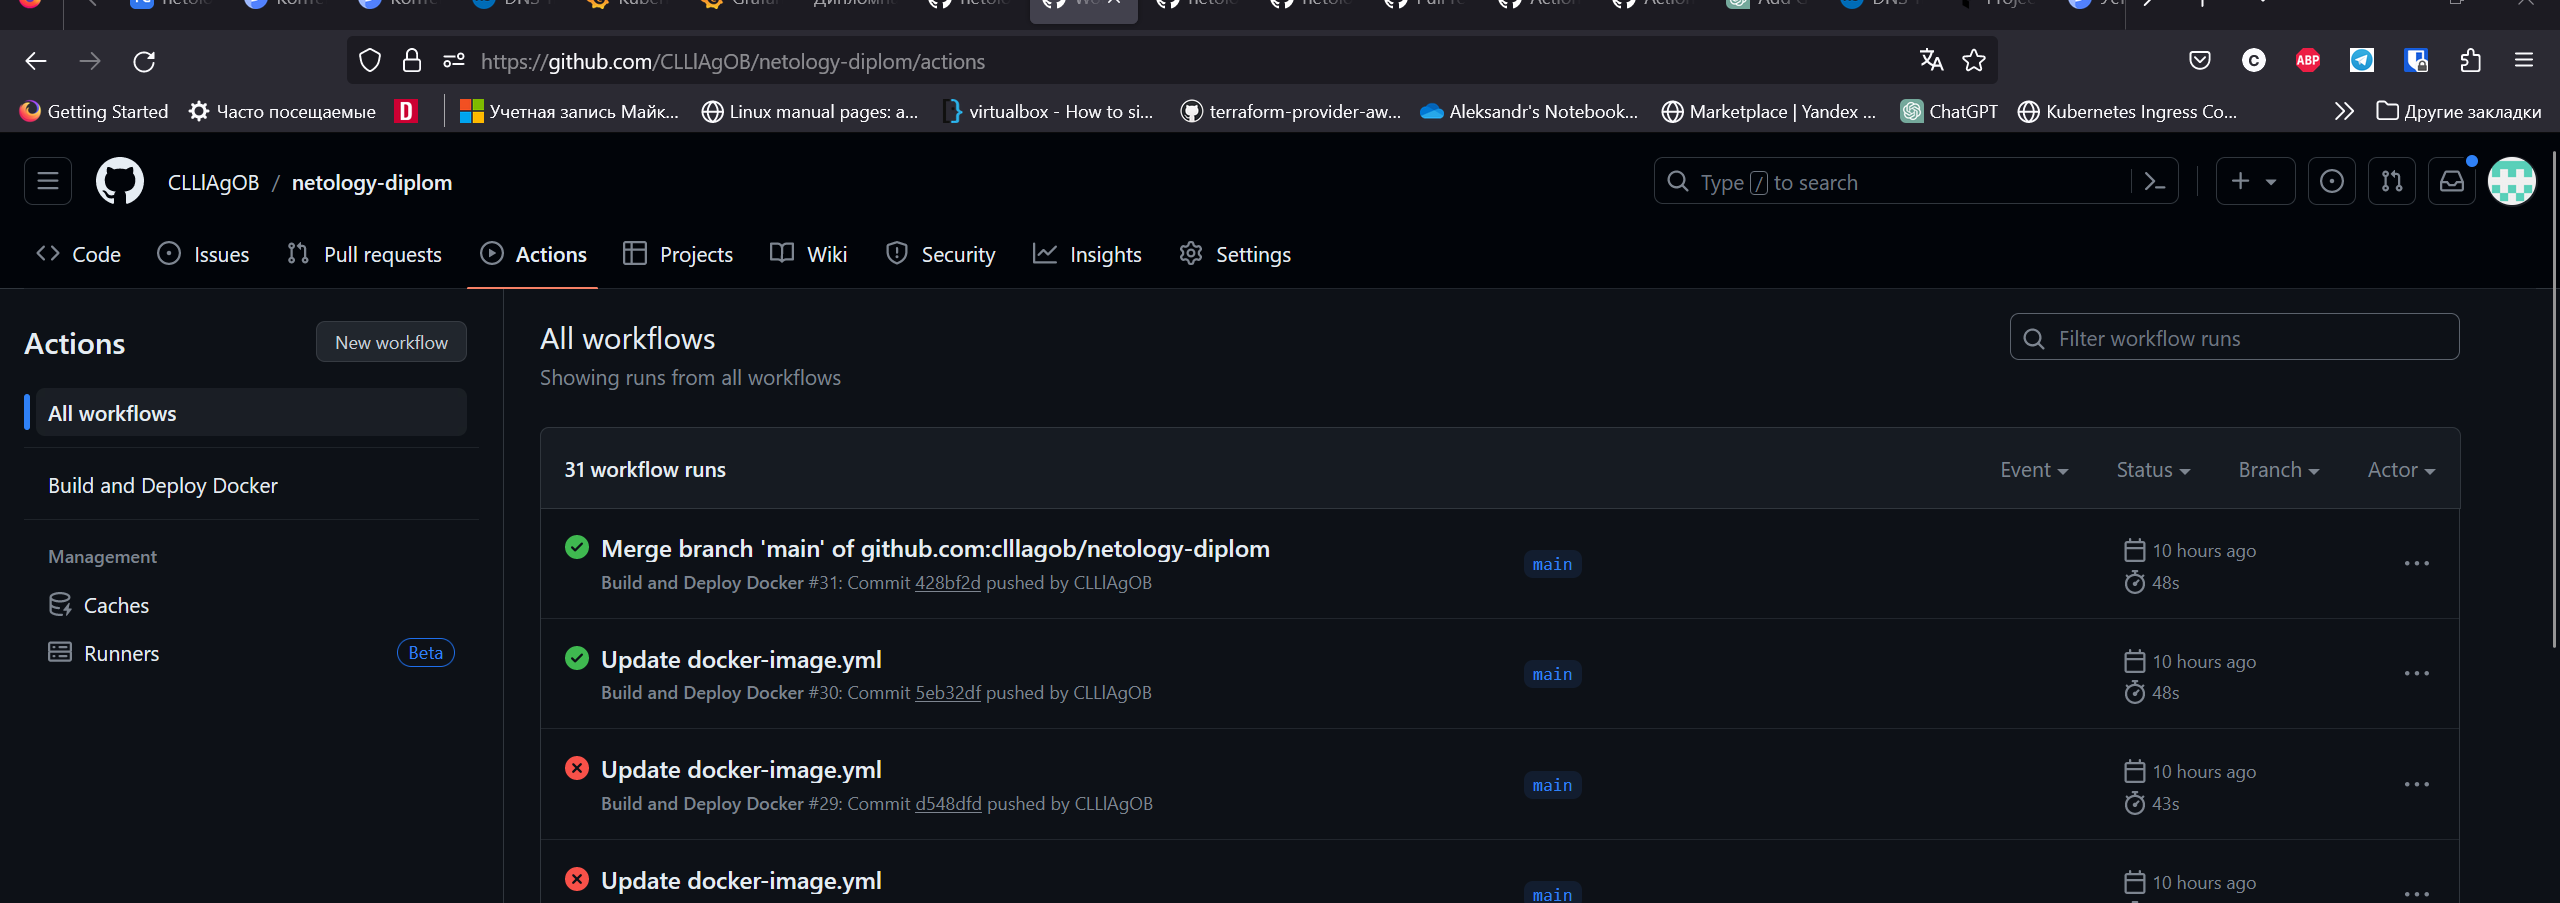 https://github.com/CLLlAgOB/netology-diplom/actions
Getting Started
Часто посещаемые
Учетная запись Майк...
Linux manual pages: a...
virtualbox - How to si...
terraform-provider-aw...
Aleksandr's Notebook...
Marketplace | Yandex ...
ChatGPT
Kubernetes Ingress Co...
Другие закладки
CLLlAgOB / netology-diplom
Type / to search
Code
Issues
Pull requests
Actions
Projects
Wiki
Security
Insights
Settings
Actions
New workflow
All workflows
Build and Deploy Docker
Management
Caches
Runners
Beta
All workflows
Showing runs from all workflows
Filter workflow runs
31 workflow runs
Event
Status
Branch
Actor
Merge branch 'main' of github.com:clllagob/netology-diplom
Build and Deploy Docker #31: Commit 428bf2d pushed by CLLlAgOB
main
10 hours ago
48s
Update docker-image.yml
Build and Deploy Docker #30: Commit 5eb32df pushed by CLLlAgOB
main
10 hours ago
48s
Update docker-image.yml
Build and Deploy Docker #29: Commit d548dfd pushed by CLLlAgOB
main
10 hours ago
43s
Update docker-image.yml
main
10 hours ago